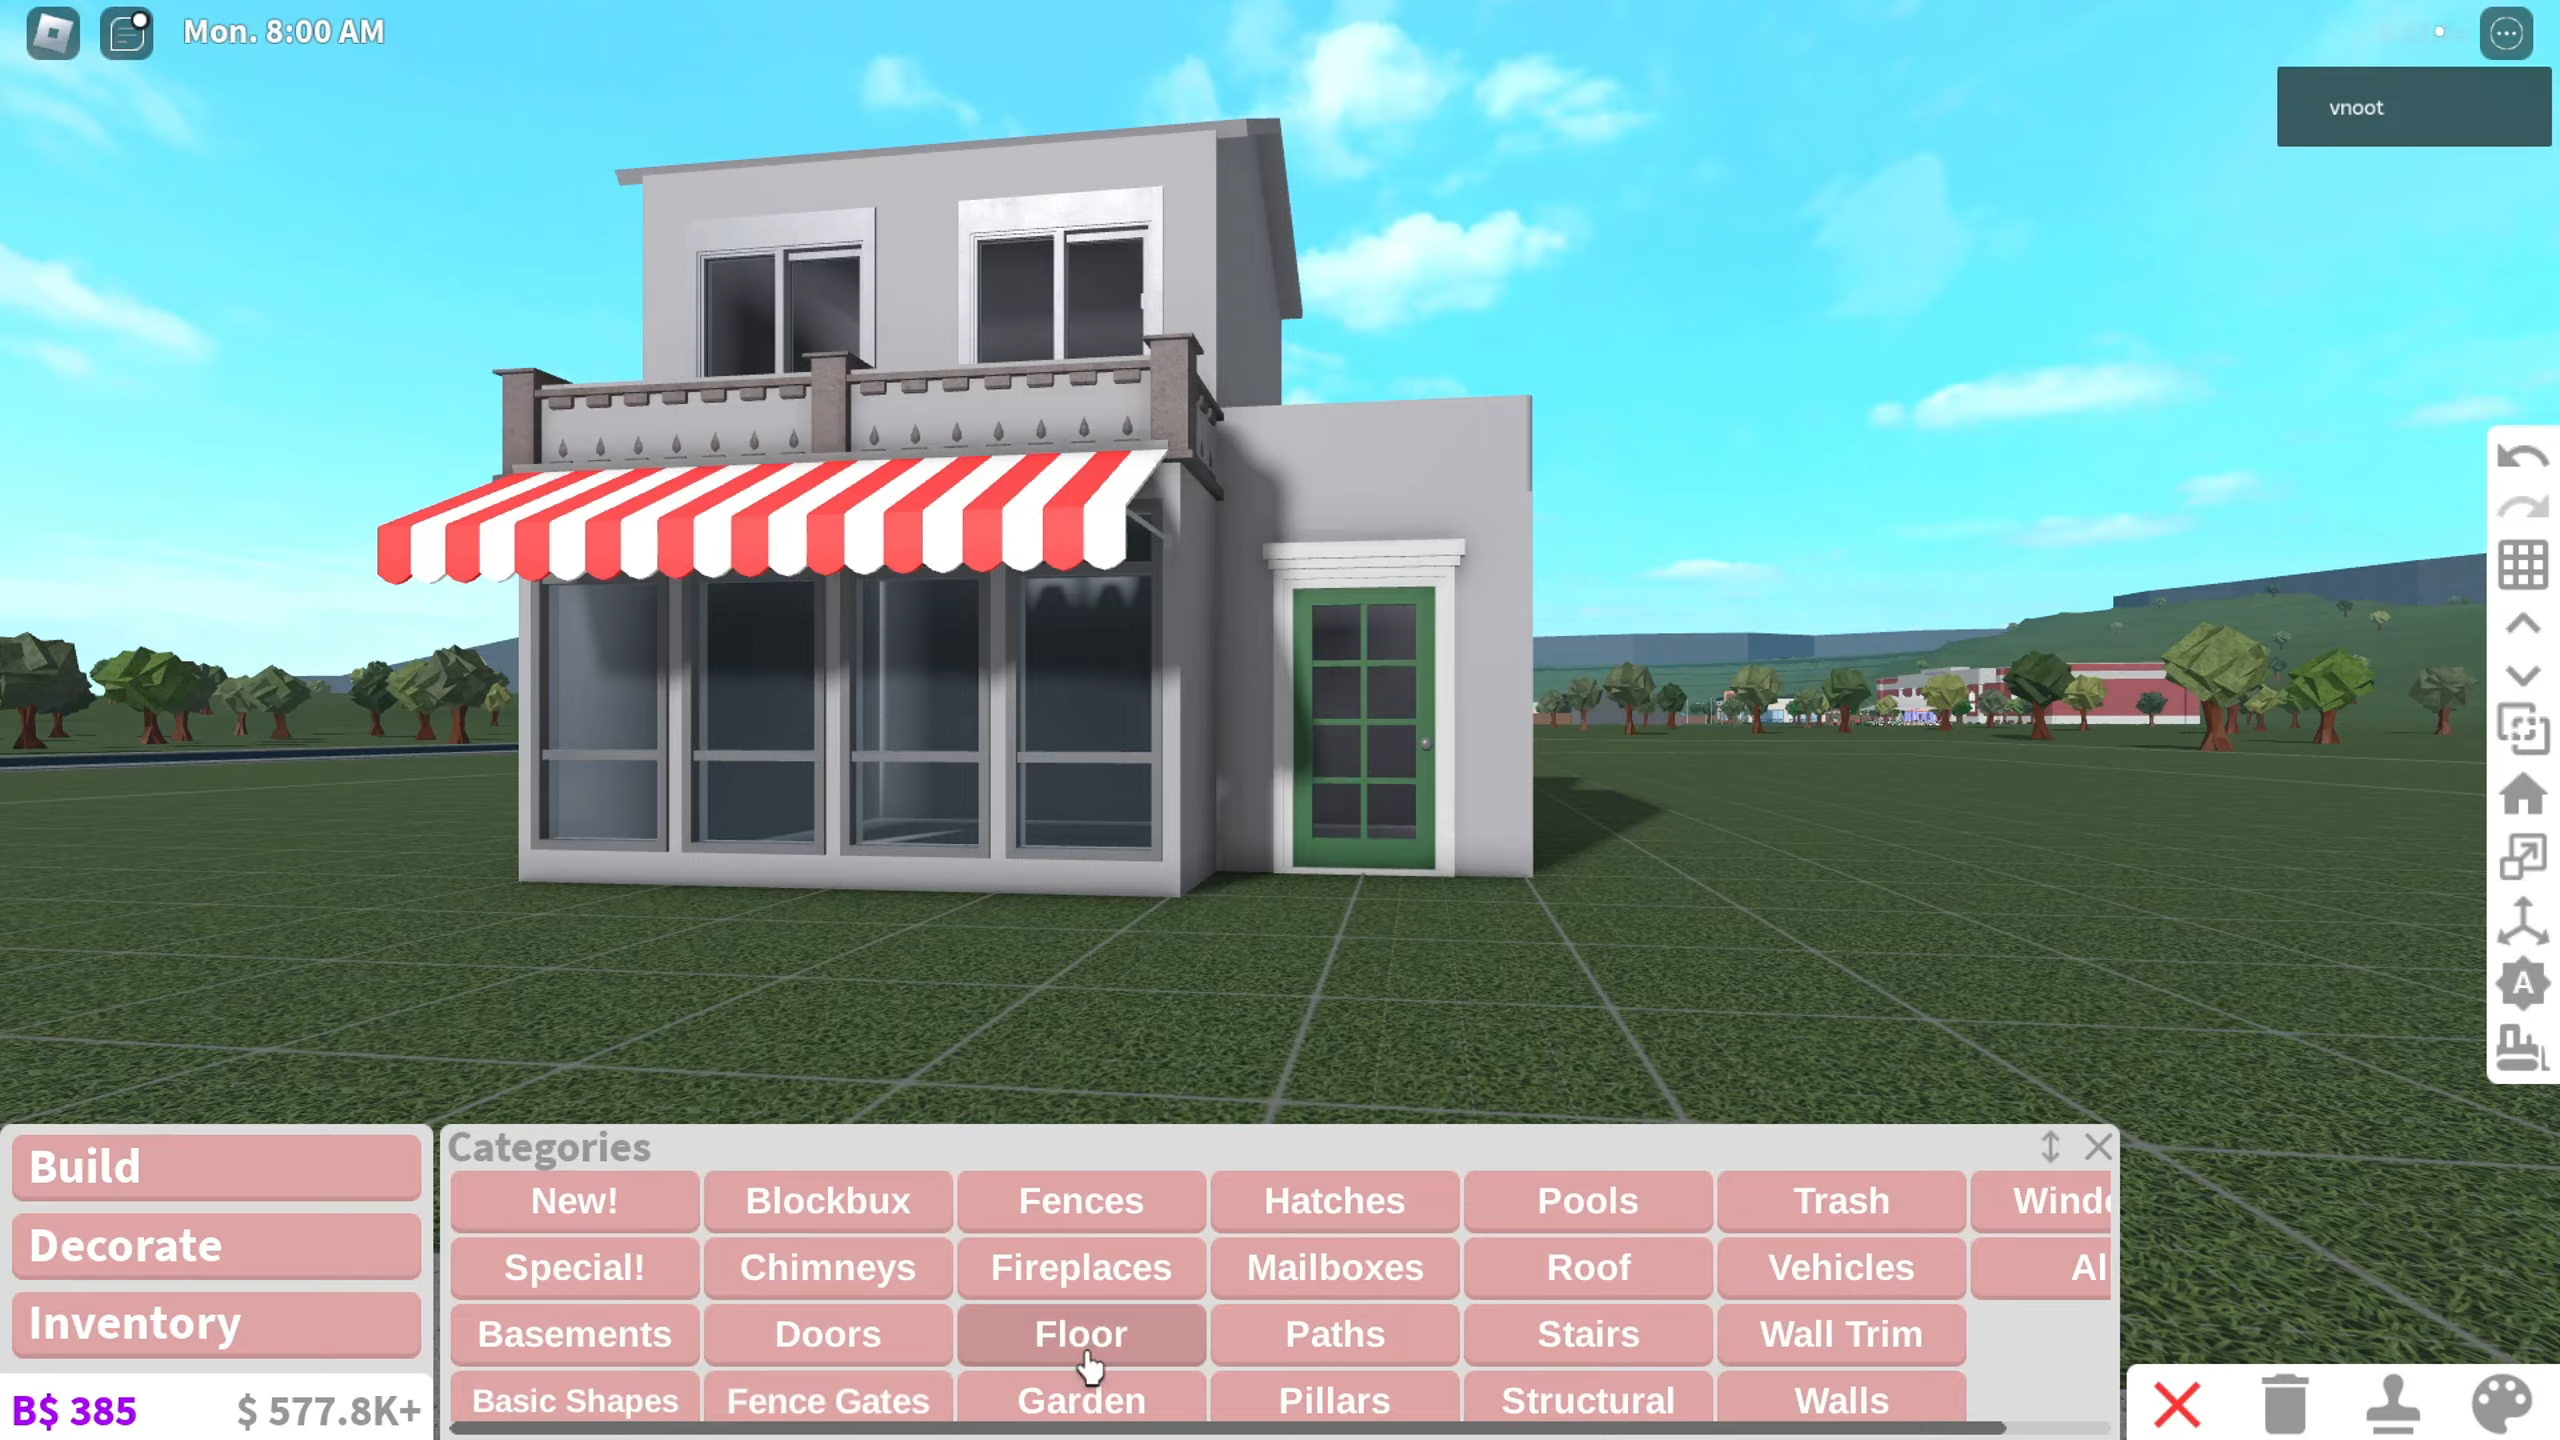 Mon. 8:00 AM
vnoot
A
Build
Decorate
Inventory
B$ 385
$ 577.8K+
Categories
New!
Blockbux
Fences
Hatches
Pools
Trash
Windo
Special!
Chimneys
Fireplaces
Mailboxes
Roof
Vehicles
Al
Basements
Doors
Floor
Paths
Stairs
Wall Trim
Basic Shapes
Fence Gates
Garden
Pillars
Structural
Walls